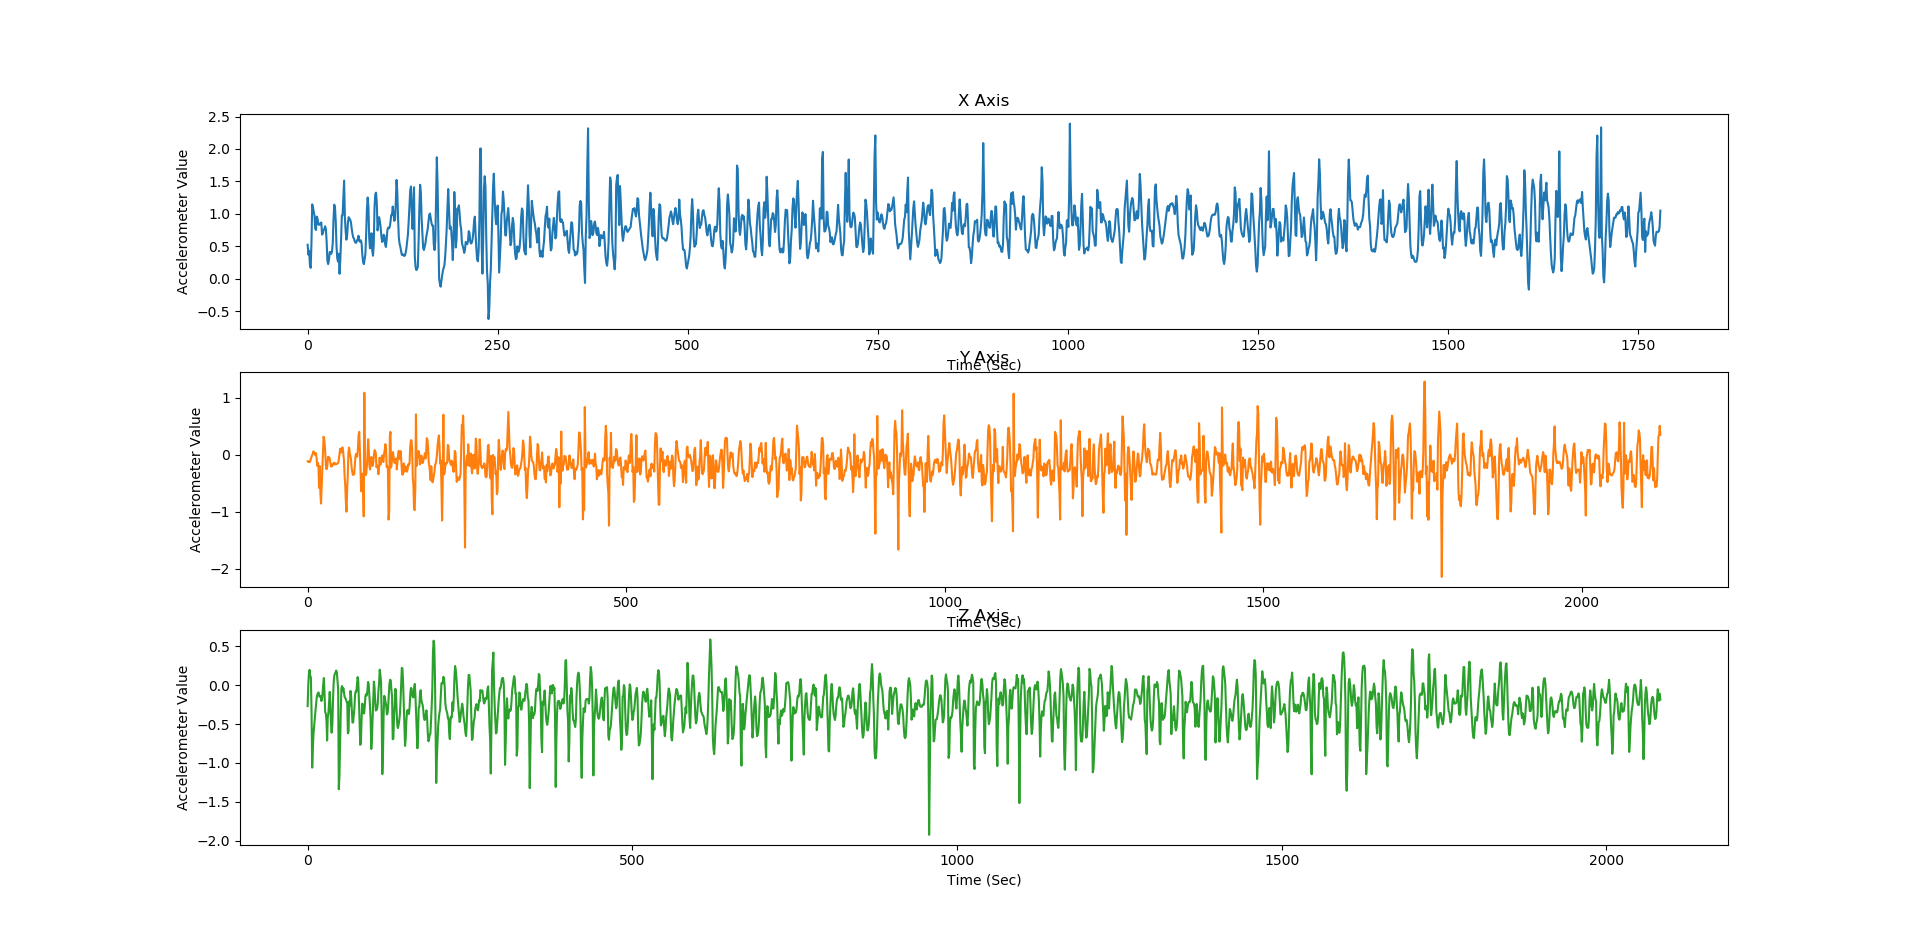 X Axis
2.5
2.0
1.5
1.0
0.5
0.0
−0.5
Accelerometer Value
0 250 500 750 1000 1250 1500 1750
Time (Sec)
Y Axis
1
0
−1
−2
Accelerometer Value
0 500 1000 1500 2000
Time (Sec)
Z Axis
0.5
0.0
−0.5
−1.0
−1.5
−2.0
Accelerometer Value
0 500 1000 1500 2000
Time (Sec)